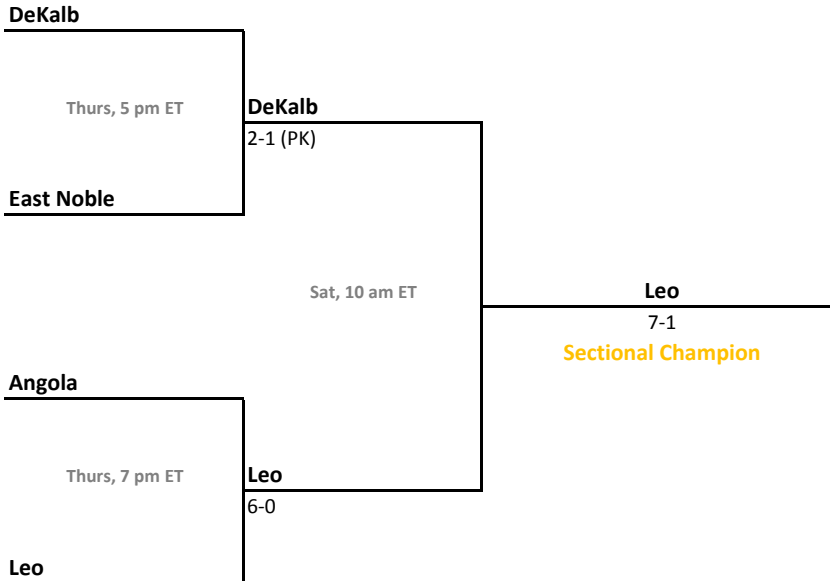 DeKalb
Thurs, 5 pm ET
DeKalb
2-1 (PK)
East Noble
Sat, 10 am ET
Leo
7-1
Sectional Champion
Angola
Thurs, 7 pm ET
Leo
6-0
Leo